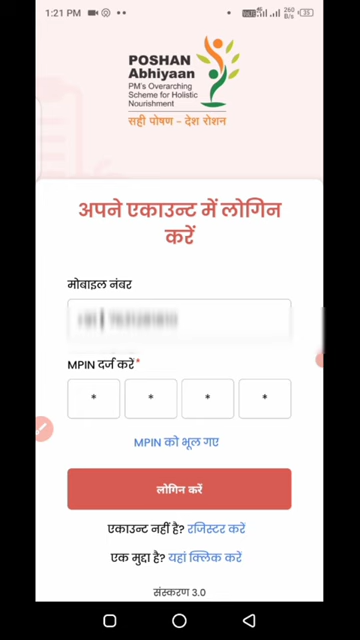 1:21 PM
260 B/s
POSHAN
Abhiyaan
PM's Overarching
Scheme for Holistic
Nourishment
सही पोषण - देश रोशन
अपने एकाउन्ट में लोगिन
करें
मोबाइल नंबर
MPIN दर्ज करें*
* * * *
MPIN को भूल गए
लोगिन करें
एकाउन्ट नहीं है? रजिस्टर करें
एक मुद्दा है? यहां क्लिक करें
संस्करण 3.0